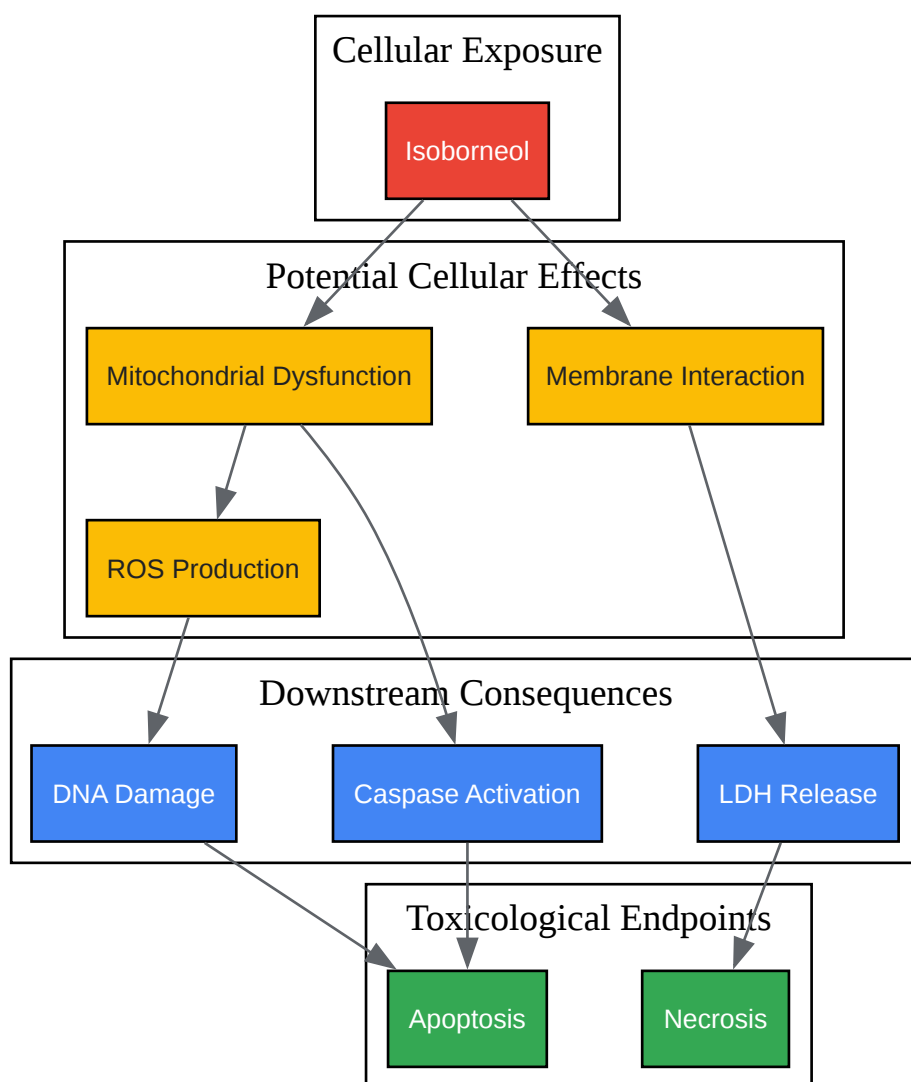 Cellular Exposure
Isoborneol
Potential Cellular Effects
Mitochondrial Dysfunction
Membrane Interaction
ROS Production
Downstream Consequences
DNA Damage
Caspase Activation
LDH Release
Toxicological Endpoints
Apoptosis
Necrosis